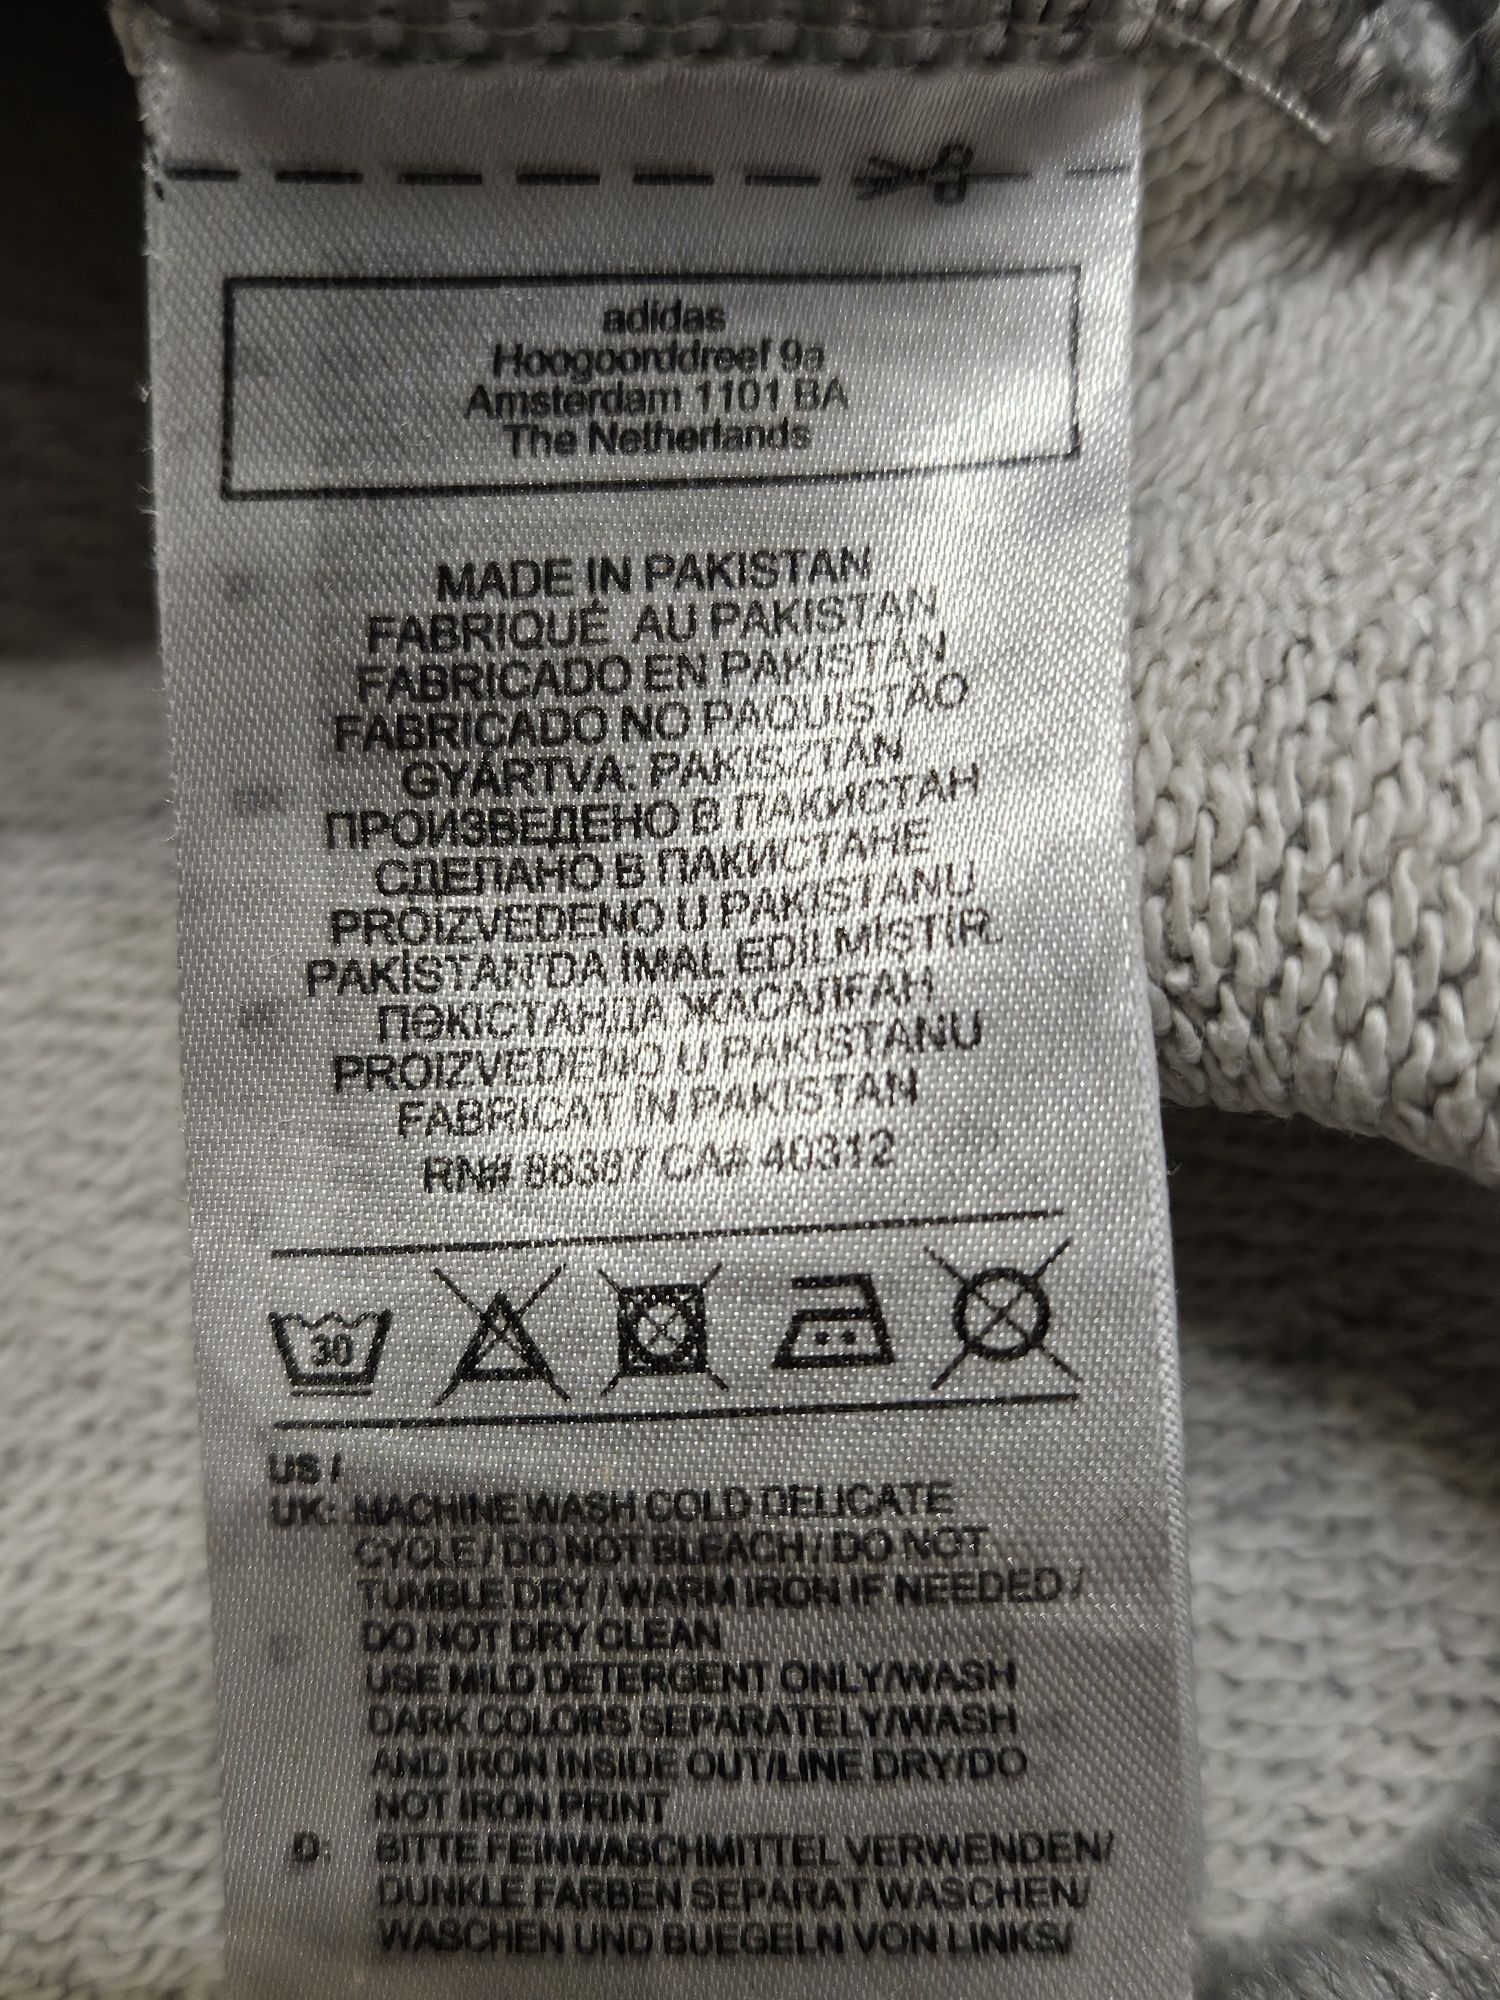 adidas
Hoogoorddreef 9a
Amsterdam 1101 BA
The Netherlands
MADE IN PAKISTAN
FABRIQUÉ AU PAKISTAN
FABRICADO EN PAKISTÁN
FABRICADO NO PAQUISTÃO
GYÁRTVA: PAKISZTÁN
ПРОИЗВЕДЕНО В ПАКИСТАН
СДЕЛАНО В ПАКИСТАНЕ
PROIZVEDENO U PAKISTANU
PAKİSTAN'DA İMAL EDİLMİŞTİR.
ПӘКІСТАНДА ЖАСАЛҒАН
PROIZVEDENO U PAKISTANU
FABRICAT IN PAKISTAN
RN# 88387 CA# 40312
30
US /
UK: MACHINE WASH COLD DELICATE
CYCLE / DO NOT BLEACH / DO NOT
TUMBLE DRY / WARM IRON IF NEEDED /
DO NOT DRY CLEAN
USE MILD DETERGENT ONLY/WASH
DARK COLORS SEPARATELY/WASH
AND IRON INSIDE OUT/LINE DRY/DO
NOT IRON PRINT
D: BITTE FEINWASCHMITTEL VERWENDEN/
DUNKLE FARBEN SEPARAT WASCHEN/
WASCHEN UND BUEGELN VON LINKS/